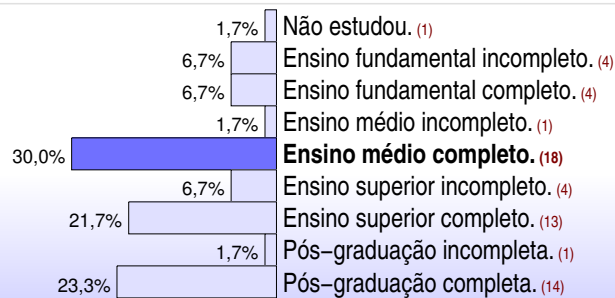 1,7% Não estudou. (1)
6,7% Ensino fundamental incompleto. (4)
6,7% Ensino fundamental completo. (4)
1,7% Ensino médio incompleto. (1)
30,0% Ensino médio completo. (18)
6,7% Ensino superior incompleto. (4)
21,7% Ensino superior completo. (13)
1,7% Pós−graduação incompleta. (1)
23,3% Pós−graduação completa. (14)